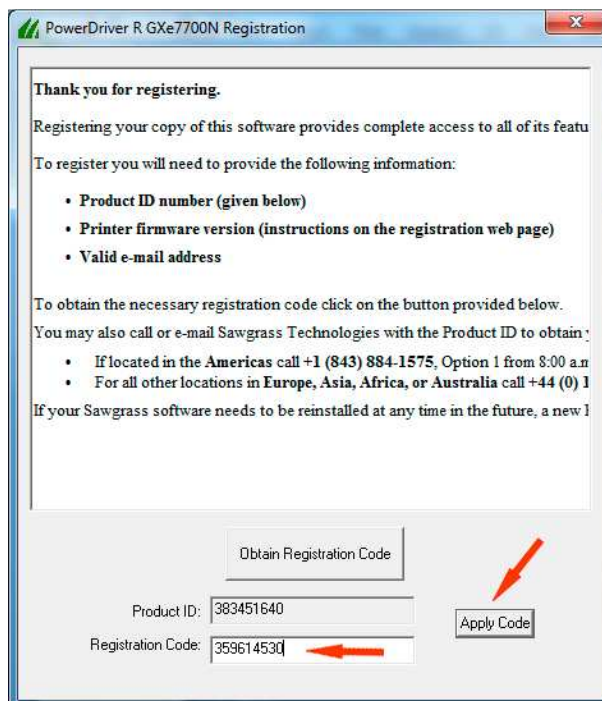 PowerDriver R GXe7700N Registration
Thank you for registering.
Registering your copy of this software provides complete access to all of its featu
To register you will need to provide the following information:
• Product ID number (given below)
• Printer firmware version (instructions on the registration web page)
• Valid e-mail address
To obtain the necessary registration code click on the button provided below.
You may also call or e-mail Sawgrass Technologies with the Product ID to obtain
• If located in the Americas call +1 (843) 884-1575, Option 1 from 8:00 a.m
• For all other locations in Europe, Asia, Africa, or Australia call +44 (0) 1
If your Sawgrass software needs to be reinstalled at any time in the future, a new
Obtain Registration Code
Product ID: 383451640
Apply Code
Registration Code: 359614530